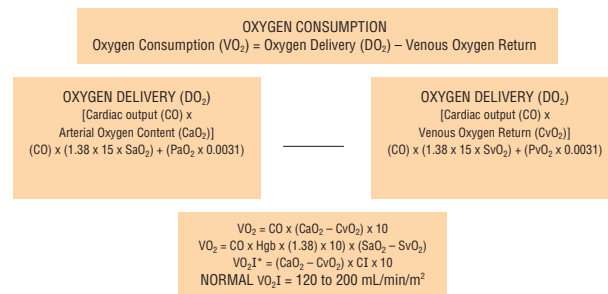 OXYGEN CONSUMPTION
Oxygen Consumption (VO₂) = Oxygen Delivery (DO₂) – Venous Oxygen Return
OXYGEN DELIVERY (DO₂)
[Cardiac output (CO) x
Arterial Oxygen Content (CaO₂)]
(CO) x (1.38 x 15 x SaO₂) + (PaO₂ x 0.0031)
OXYGEN DELIVERY (DO₂)
[Cardiac output (CO) x
Venous Oxygen Return (CvO₂)]
(CO) x (1.38 x 15 x SvO₂) + (PvO₂ x 0.0031)
VO₂ = CO x (CaO₂ – CvO₂) x 10
VO₂ = CO x Hgb x (1.38) x 10) x (SaO₂ – SvO₂)
VO₂I* = (CaO₂ – CvO₂) x CI x 10
NORMAL VO₂I = 120 to 200 mL/min/m²